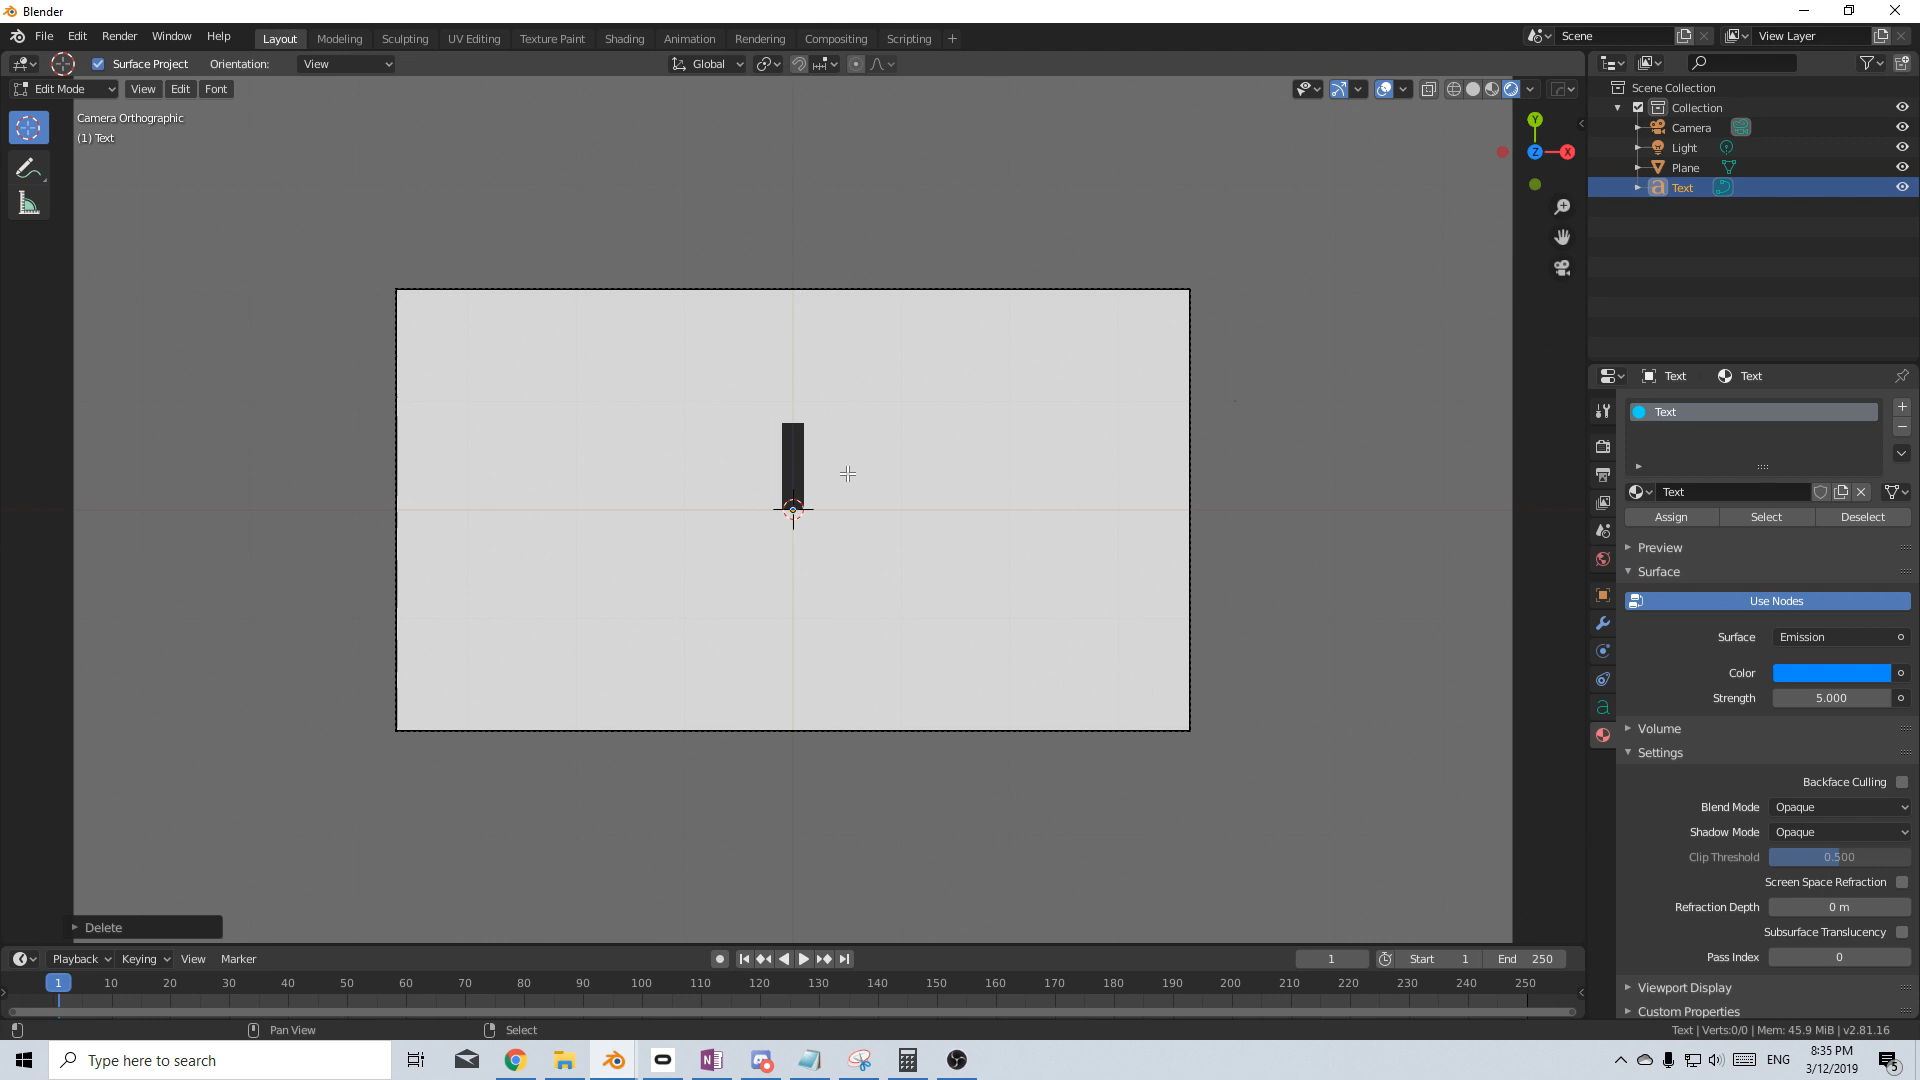 Blender
File Edit Render Window Help
Layout Modeling Sculpting UV Editing Texture Paint Shading Animation Rendering Compositing Scripting +
Scene
View Layer
Surface Project Orientation: View
Global
Edit Mode View Edit Font
Camera Orthographic
(1) Text
Y
Z
X
Scene Collection
Collection
Camera
Light
Plane
Text
Text Text
Text
Text
Assign Select Deselect
Preview
Surface
Use Nodes
Surface Emission
Color
Strength 5.000
Volume
Settings
Backface Culling
Blend Mode Opaque
Shadow Mode Opaque
Clip Threshold 0.500
Screen Space Refraction
Refraction Depth 0 m
Subsurface Translucency
Pass Index 0
Viewport Display
Custom Properties
Delete
Playback Keying View Marker
1 Start 1 End 250
1 10 20 30 40 50 60 70 80 90 100 110 120 130 140 150 160 170 180 190 200 210 220 230 240 250
Pan View Select
Text | Verts:0/0 | Mem: 45.9 MiB | v2.81.16
Type here to search
ENG
8:35 PM
3/12/2019
5